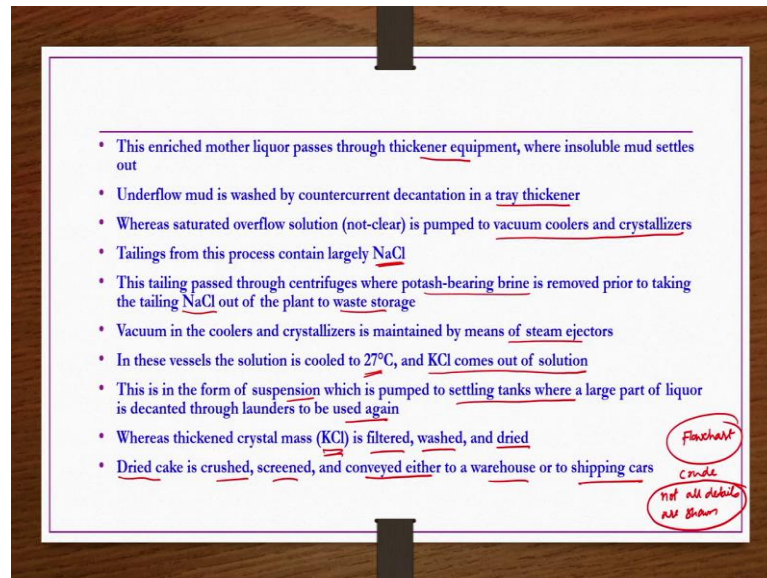 • This enriched mother liquor passes through thickener equipment, where insoluble mud settles
out
• Underflow mud is washed by countercurrent decantation in a tray thickener
• Whereas saturated overflow solution (not-clear) is pumped to vacuum coolers and crystallizers
• Tailings from this process contain largely NaCl
• This tailing passed through centrifuges where potash-bearing brine is removed prior to taking
the tailing NaCl out of the plant to waste storage
• Vacuum in the coolers and crystallizers is maintained by means of steam ejectors
• In these vessels the solution is cooled to 27°C, and KCl comes out of solution
• This is in the form of suspension which is pumped to settling tanks where a large part of liquor
is decanted through launders to be used again
• Whereas thickened crystal mass (KCl) is filtered, washed, and dried
• Dried cake is crushed, screened, and conveyed either to a warehouse or to shipping cars
Flowchart
not all details
are shown